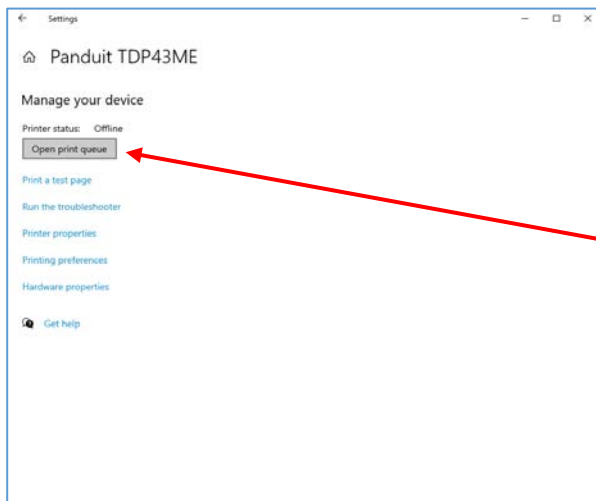 Settings
Panduit TDP43ME
Manage your device
Printer status: Offline
Open print queue
Print a test page
Run the troubleshooter
Printer properties
Printing preferences
Hardware properties
Get help